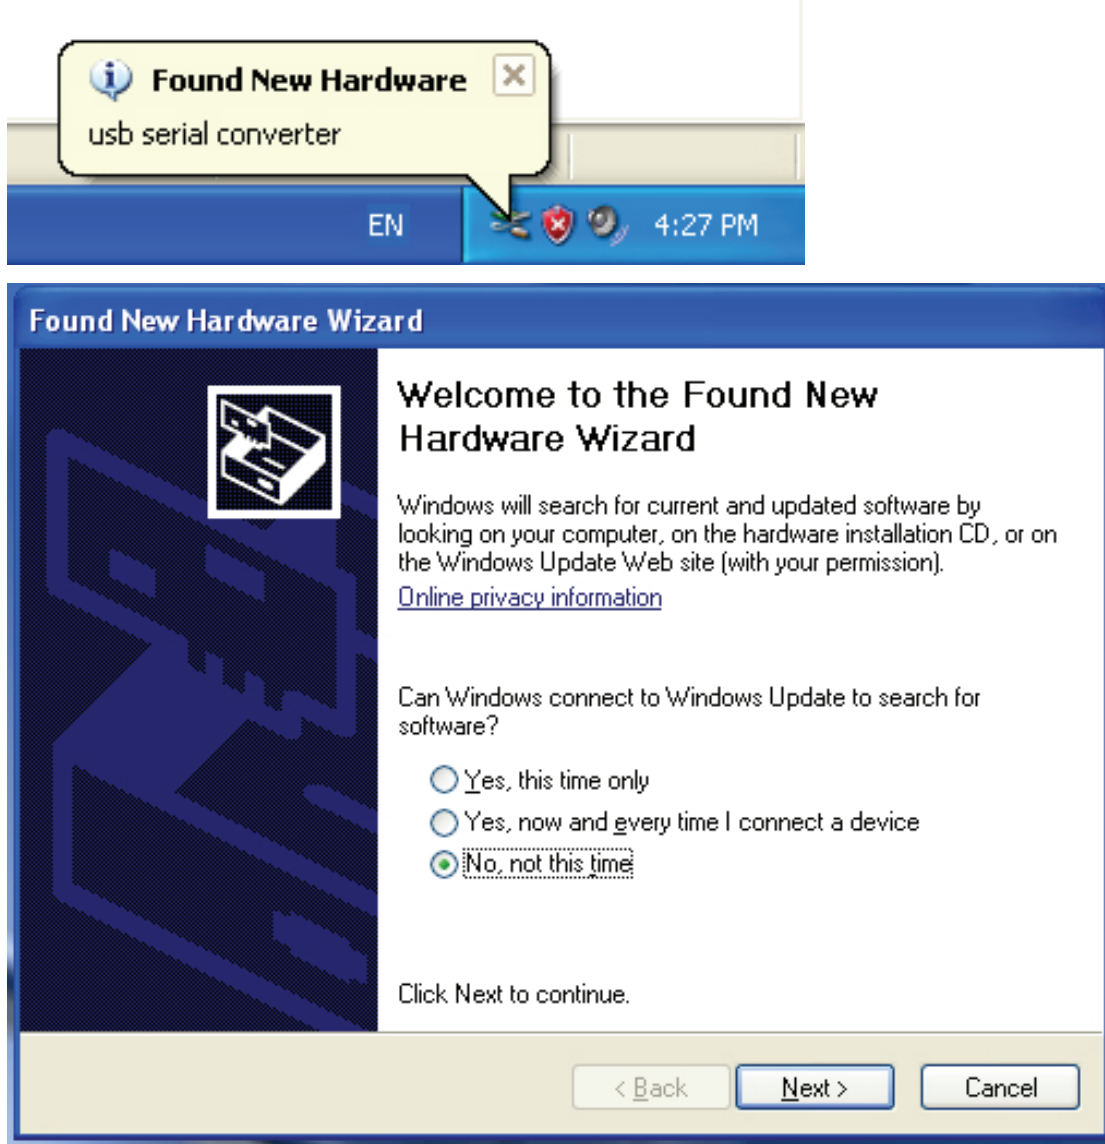 Found New Hardware
usb serial converter
EN
4:27 PM
Found New Hardware Wizard
Welcome to the Found New
Hardware Wizard
Windows will search for current and updated software by
looking on your computer, on the hardware installation CD, or on
the Windows Update Web site (with your permission).
Online privacy information
Can Windows connect to Windows Update to search for
software?
Yes, this time only
Yes, now and every time I connect a device
No, not this time
Click Next to continue.
< Back
Next >
Cancel